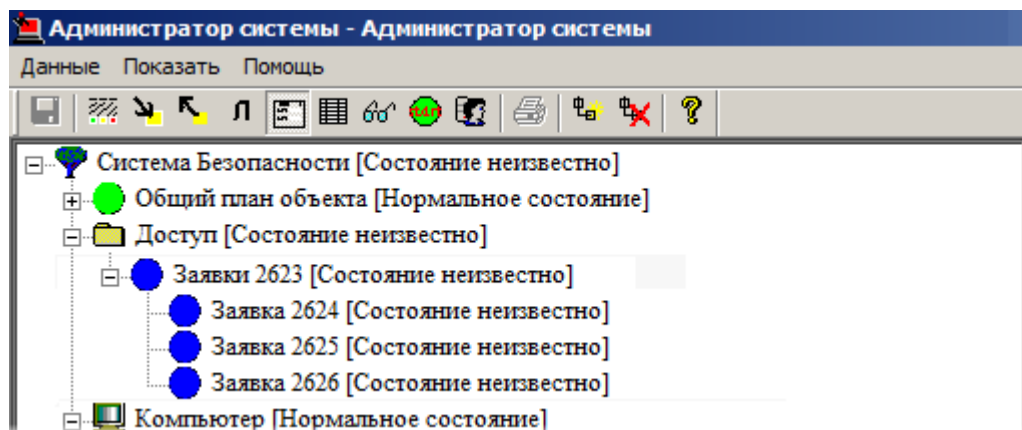 Администратор системы - Администратор системы
Данные Показать Помощь
Л
Система Безопасности [Состояние неизвестно]
Общий план объекта [Нормальное состояние]
Доступ [Состояние неизвестно]
Заявки 2623 [Состояние неизвестно]
Заявка 2624 [Состояние неизвестно]
Заявка 2625 [Состояние неизвестно]
Заявка 2626 [Состояние неизвестно]
Компьютер [Нормальное состояние]